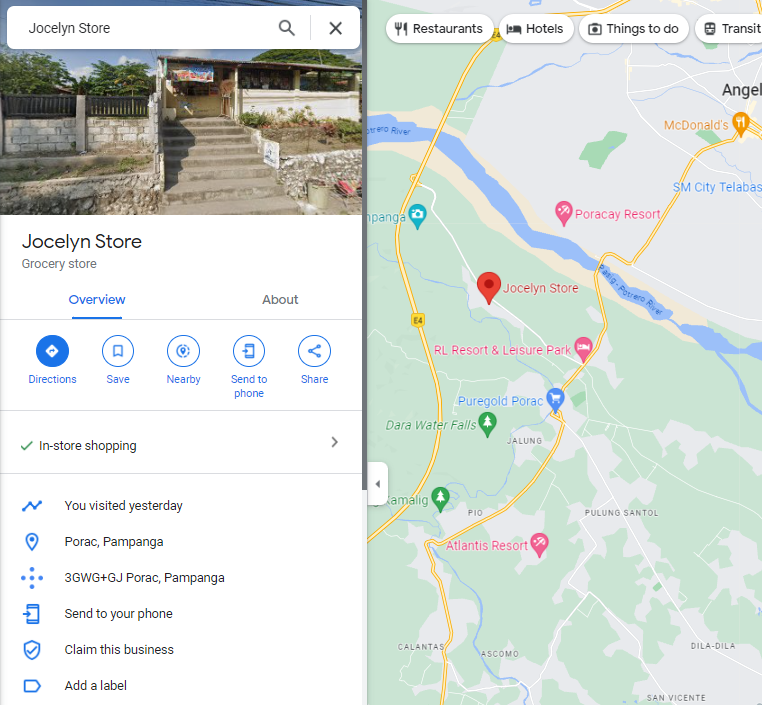 Jocelyn Store
Jocelyn Store
Grocery store
Overview
About
Directions
Save
Nearby
Send to
phone
Share
In-store shopping
You visited yesterday
Porac, Pampanga
3GWG+GJ Porac, Pampanga
Send to your phone
Claim this business
Add a label
Restaurants
Hotels
Things to do
Transit
E4
Angel
McDonald's
otrero River
SM City Telabas
mpanga
Poracay Resort
Pasig - Potrero River
Jocelyn Store
E4
RL Resort & Leisure Park
Puregold Porac
Dara Water Falls
JALUNG
Kamalig
PIO
PULUNG SANTOL
Atlantis Resort
CALANTAS
ASCOMO
DILA-DILA
SAN VICENTE